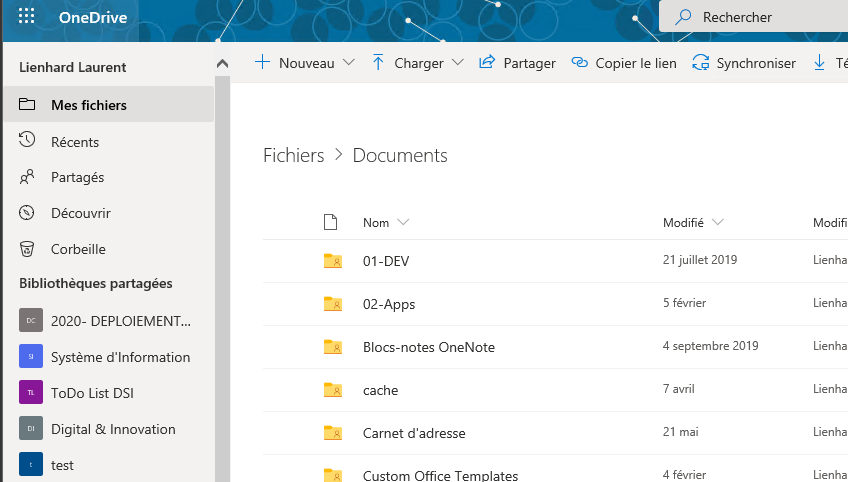 OneDrive
Rechercher
Lienhard Laurent
Mes fichiers
Récents
Partagés
Découvrir
Corbeille
Bibliothèques partagées
DC 2020- DEPLOIEMENT...
SI Système d'Information
TL ToDo List DSI
DI Digital & Innovation
t test
Nouveau Charger Partager Copier le lien Synchroniser Té
Fichiers > Documents
Nom Modifié Modifi
01-DEV 21 juillet 2019 Lienha
02-Apps 5 février Lienha
Blocs-notes OneNote 4 septembre 2019 Lienha
cache 7 avril Lienha
Carnet d'adresse 21 mai Lienha
Custom Office Templates 4 février Lienha